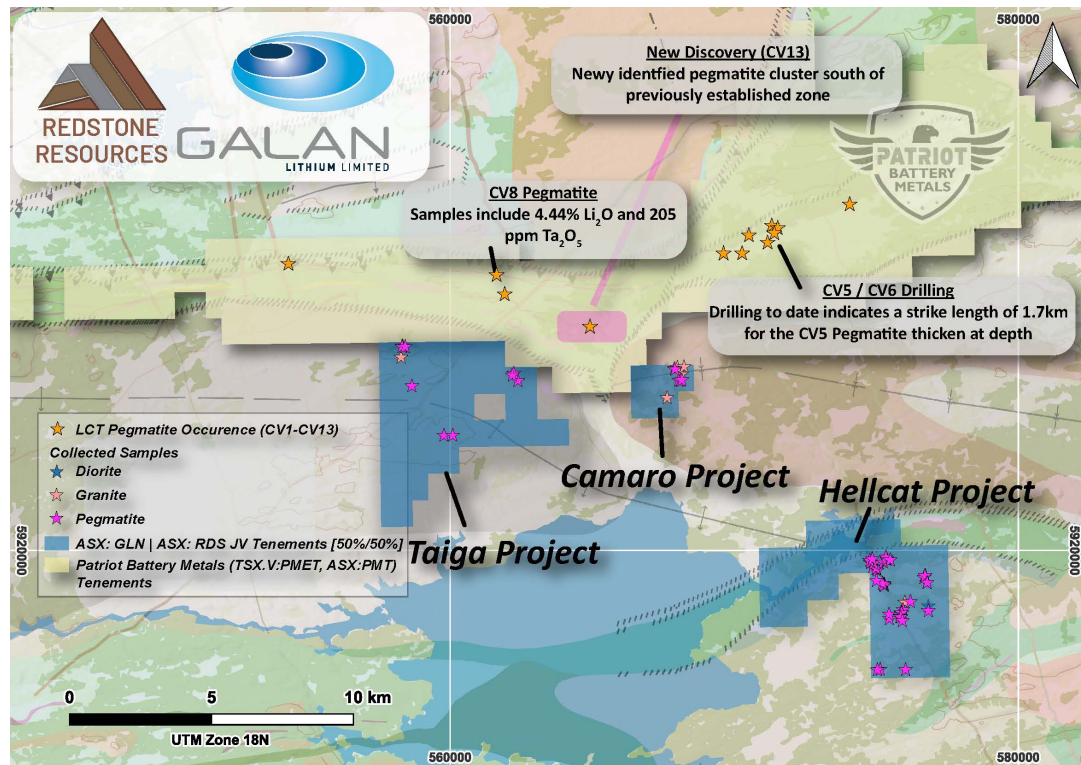 560000
580000
REDSTONE
RESOURCES
GALAN
LITHIUM LIMITED
New Discovery (CV13)
Newy identfied pegmatite cluster south of
previously established zone
PATRIOT
BATTERY
METALS
CV8 Pegmatite
Samples include 4.44% Li2O and 205
ppm Ta2O5
CV5 / CV6 Drilling
Drilling to date indicates a strike length of 1.7km
for the CV5 Pegmatite thicken at depth
LCT Pegmatite Occurence (CV1-CV13)
Collected Samples
Diorite
Granite
Pegmatite
ASX: GLN | ASX: RDS JV Tenements [50%/50%]
Patriot Battery Metals (TSX.V:PMET, ASX:PMT)
Tenements
Camaro Project
Hellcat Project
Taiga Project
5920000
5920000
0 5 10 km
UTM Zone 18N
560000
580000